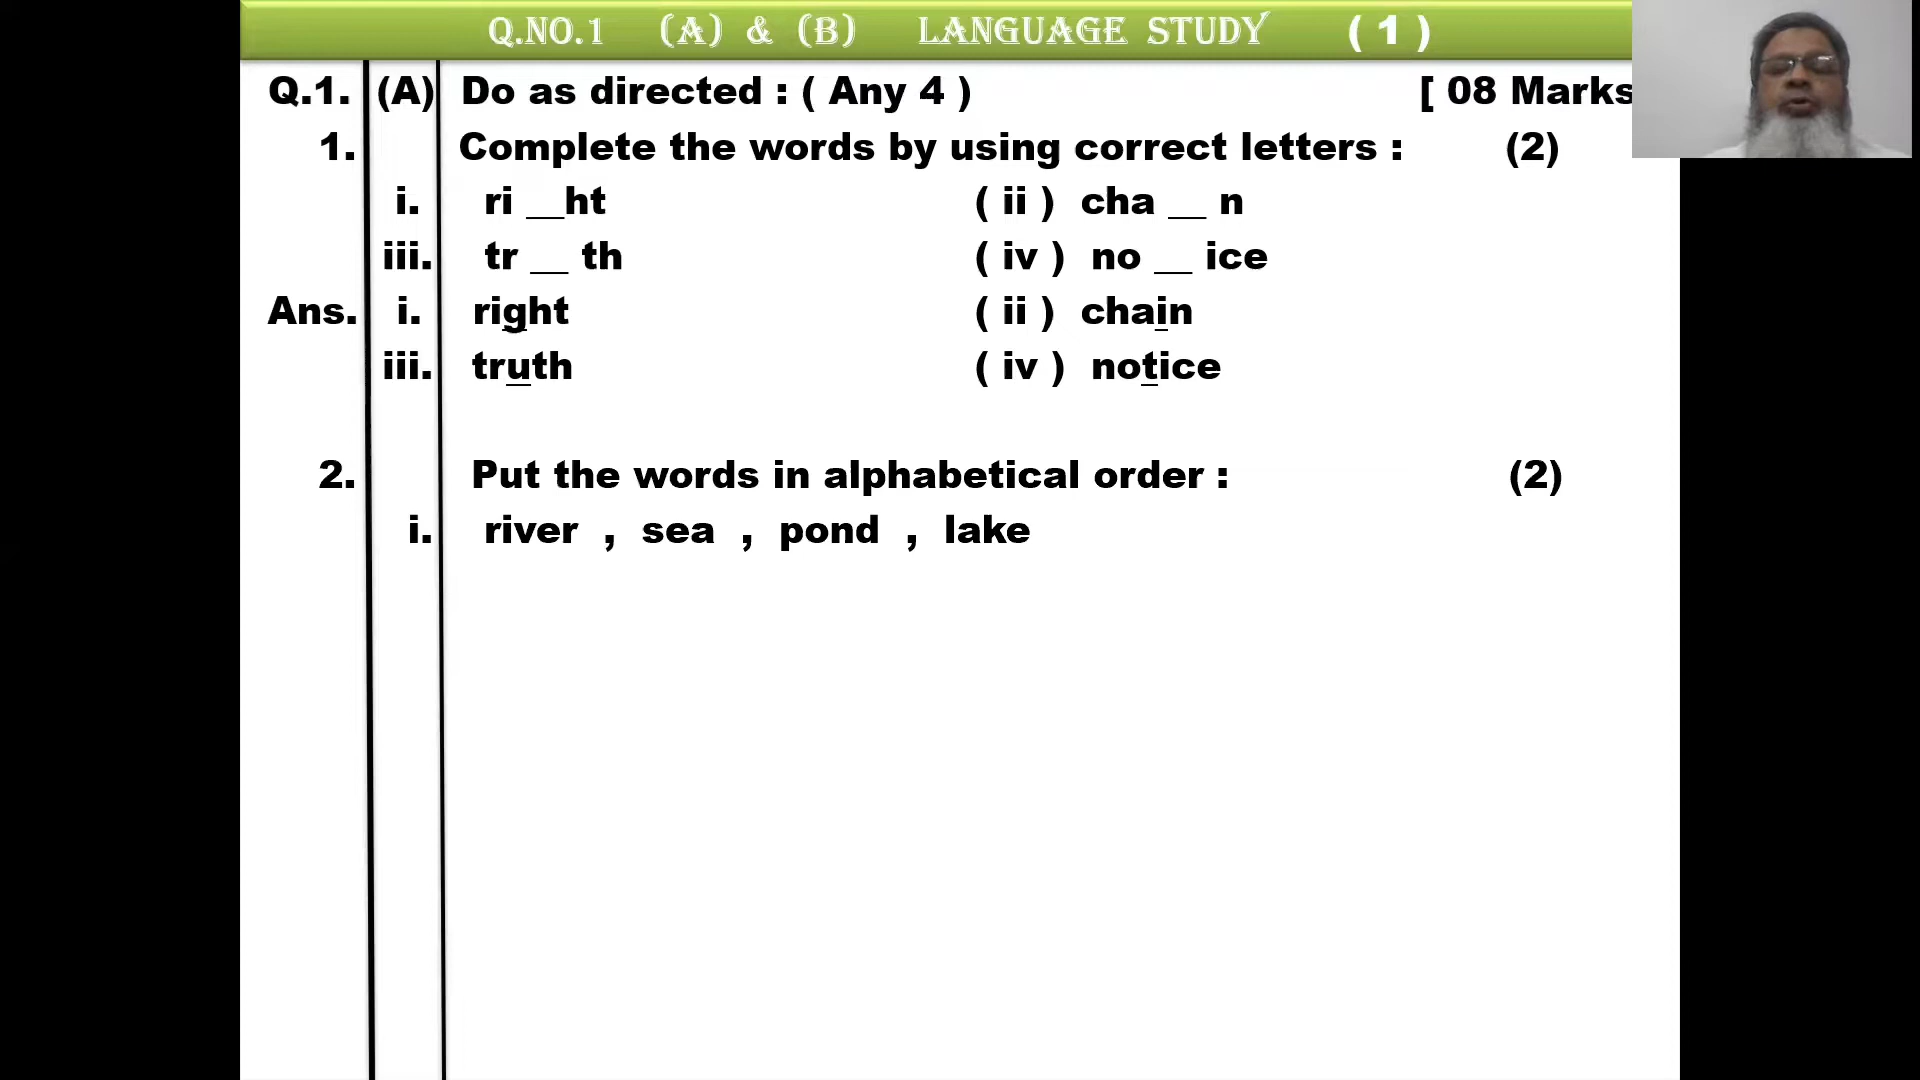 Q.NO.1 (A) & (B) LANGUAGE STUDY ( 1 )
Q.1. (A) Do as directed : ( Any 4 ) [ 08 Marks
1. Complete the words by using correct letters : (2)
i. ri __ht ( ii ) cha __ n
iii. tr __ th ( iv ) no __ ice
Ans. i. right ( ii ) chain
iii. truth ( iv ) notice
2. Put the words in alphabetical order : (2)
i. river , sea , pond , lake